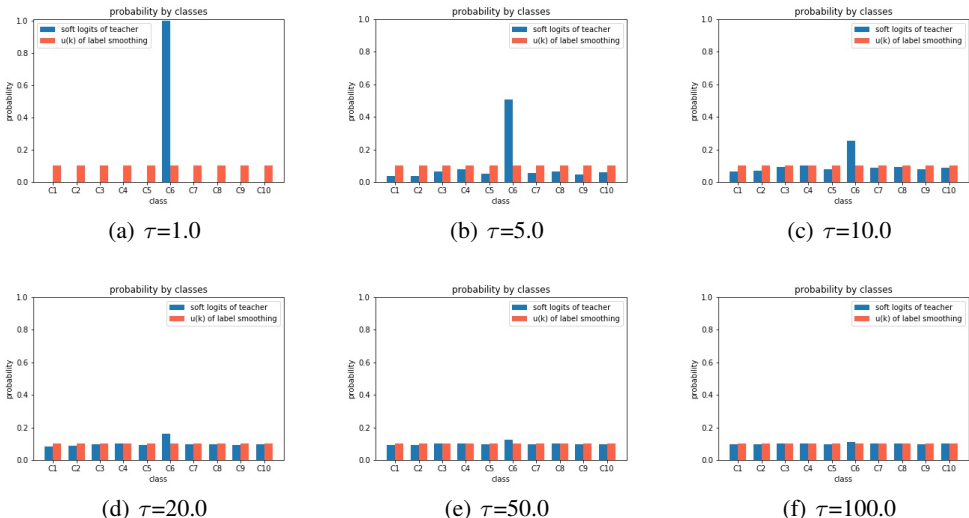 probability by classes
1.0
0.8
0.6
0.4
0.2
0.0
probability
soft logits of teacher
u(k) of label smoothing
C1 C2 C3 C4 C5 C6 C7 C8 C9 C10
class
(a) τ=1.0
probability by classes
1.0
0.8
0.6
0.4
0.2
0.0
probability
soft logits of teacher
u(k) of label smoothing
C1 C2 C3 C4 C5 C6 C7 C8 C9 C10
class
(b) τ=5.0
probability by classes
1.0
0.8
0.6
0.4
0.2
0.0
probability
soft logits of teacher
u(k) of label smoothing
C1 C2 C3 C4 C5 C6 C7 C8 C9 C10
class
(c) τ=10.0
probability by classes
1.0
0.8
0.6
0.4
0.2
0.0
probability
soft logits of teacher
u(k) of label smoothing
C1 C2 C3 C4 C5 C6 C7 C8 C9 C10
class
(d) τ=20.0
probability by classes
1.0
0.8
0.6
0.4
0.2
0.0
probability
soft logits of teacher
u(k) of label smoothing
C1 C2 C3 C4 C5 C6 C7 C8 C9 C10
class
(e) τ=50.0
probability by classes
1.0
0.8
0.6
0.4
0.2
0.0
probability
soft logits of teacher
u(k) of label smoothing
C1 C2 C3 C4 C5 C6 C7 C8 C9 C10
class
(f) τ=100.0